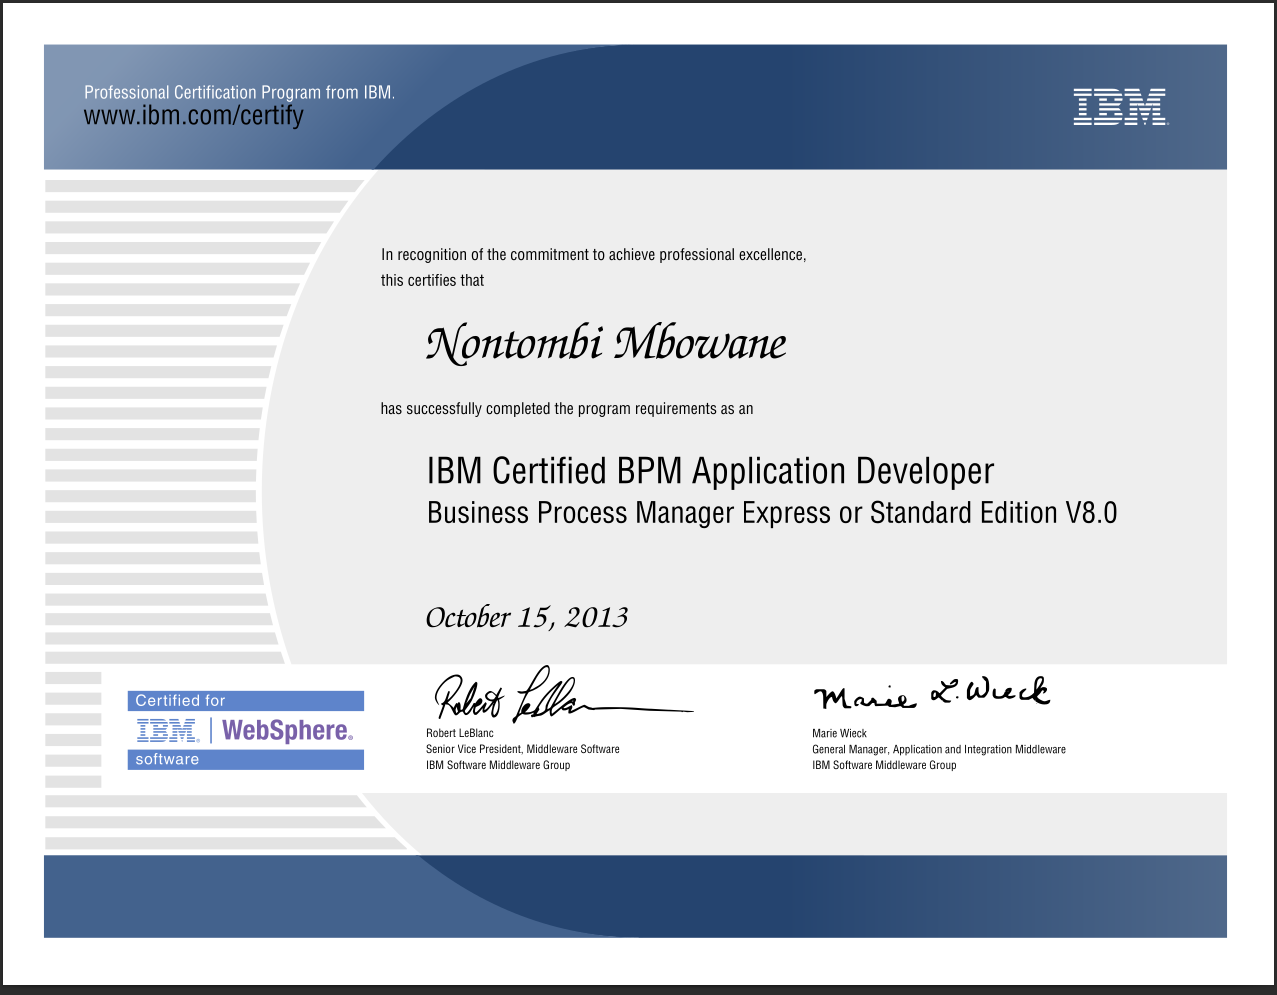 Professional Certification Program from IBM.
www.ibm.com/certify
IBM
In recognition of the commitment to achieve professional excellence,
this certifies that
Nontombi Mbowane
has successfully completed the program requirements as an
IBM Certified BPM Application Developer
Business Process Manager Express or Standard Edition V8.0
October 15, 2013
Certified for
IBM | WebSphere®
software
Robert LeBlanc
Robert LeBlanc
Senior Vice President, Middleware Software
IBM Software Middleware Group
Marie L. Wieck
Marie Wieck
General Manager, Application and Integration Middleware
IBM Software Middleware Group